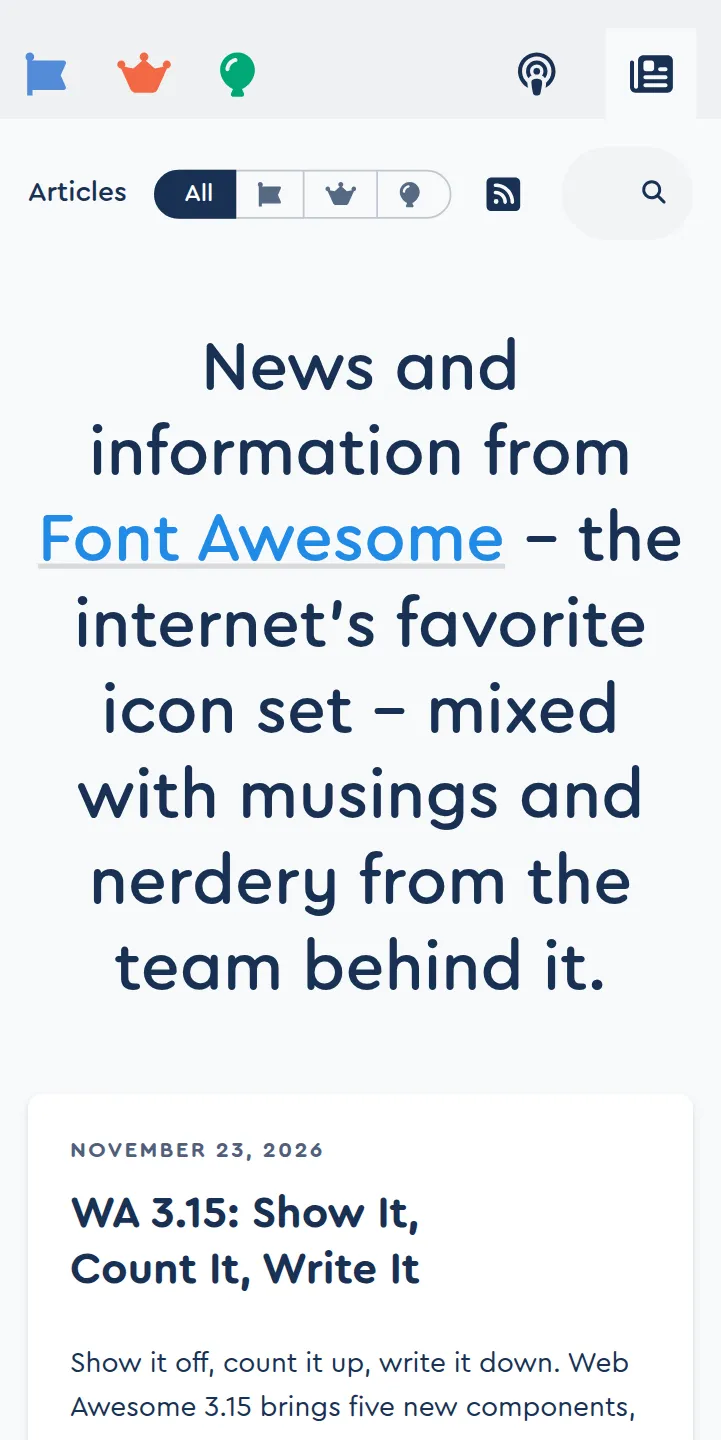 Articles
All
News and
information from
Font Awesome – the
internet's favorite
icon set – mixed
with musings and
nerdery from the
team behind it.
NOVEMBER 23, 2026
WA 3.15: Show It,
Count It, Write It
Show it off, count it up, write it down. Web
Awesome 3.15 brings five new components,